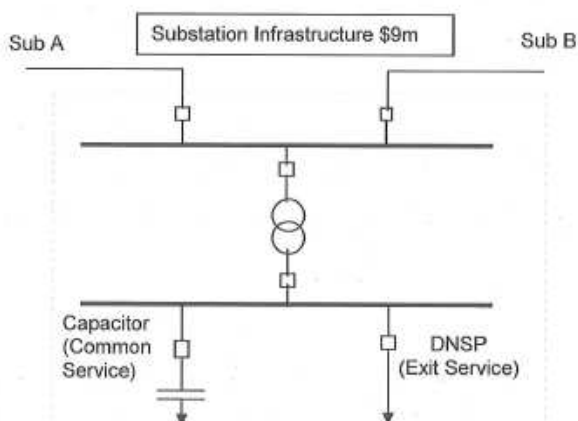 Substation Infrastructure $9m
Sub A
Sub B
Capacitor
(Common
Service)
DNSP
(Exit Service)